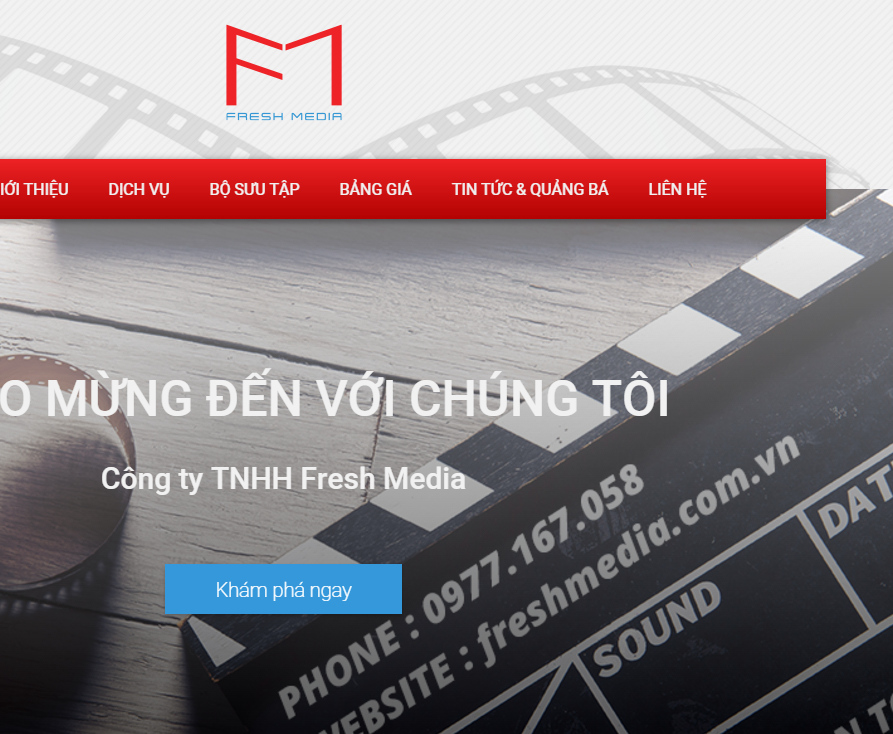 FRESH MEDIA
IỚI THIỆU DỊCH VỤ BỘ SƯU TẬP BẢNG GIÁ TIN TỨC & QUẢNG BÁ LIÊN HỆ
O MỪNG ĐẾN VỚI CHÚNG TÔI
Công ty TNHH Fresh Media
Khám phá ngay
PHONE : 0977.167.058
WEBSITE : freshmedia.com.vn
DAT
SOUND